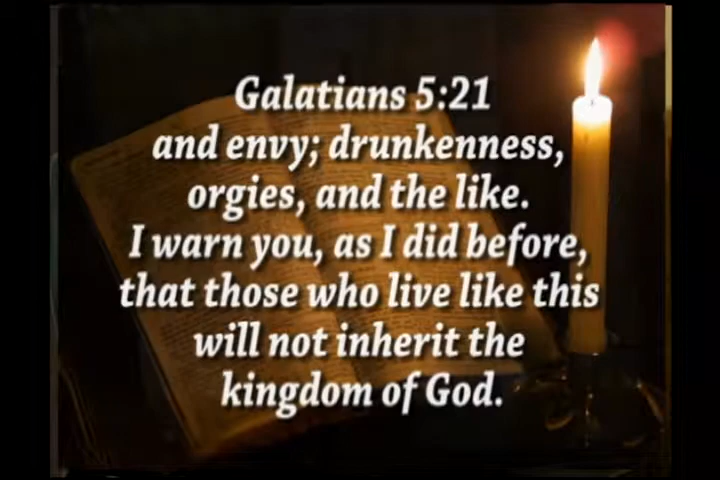 Galatians 5:21
and envy; drunkenness,
orgies, and the like.
I warn you, as I did before,
that those who live like this
will not inherit the
kingdom of God.